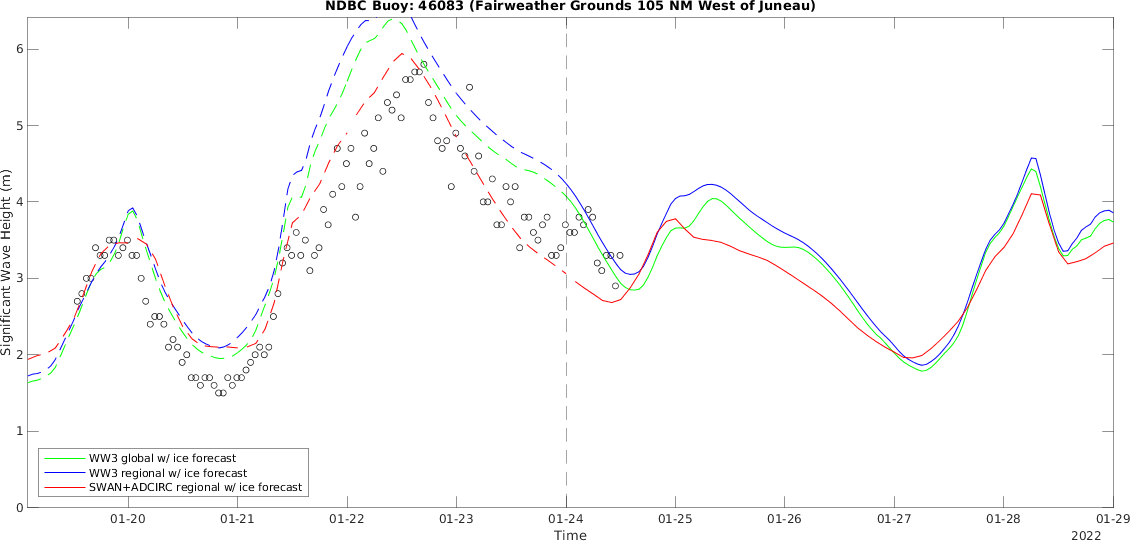 NDBC Buoy: 46083 (Fairweather Grounds 105 NM West of Juneau)
Significant Wave Height (m)
6
5
4
3
2
1
0
WW3 global w/ ice forecast
WW3 regional w/ ice forecast
SWAN+ADCIRC regional w/ ice forecast
01-20 01-21 01-22 01-23 01-24 01-25 01-26 01-27 01-28 01-29
Time 2022